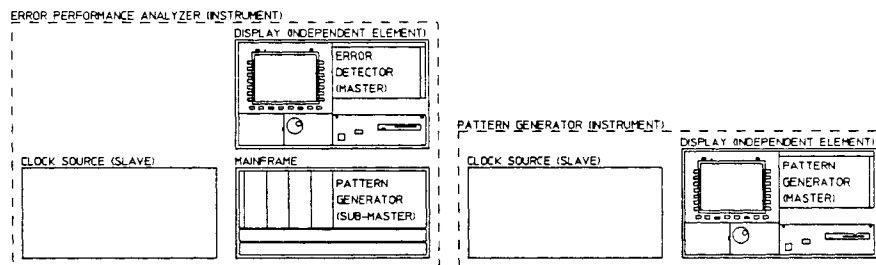 ERROR PERFORMANCE ANALYZER (INSTRUMENT)
DISPLAY (INDEPENDENT ELEMENT)
ERROR
DETECTOR
(MASTER)
CLOCK SOURCE (SLAVE)
MAINFRAME
PATTERN
GENERATOR
(SUB-MASTER)
PATTERN GENERATOR (INSTRUMENT)
DISPLAY (INDEPENDENT ELEMENT)
CLOCK SOURCE (SLAVE)
PATTERN
GENERATOR
(MASTER)